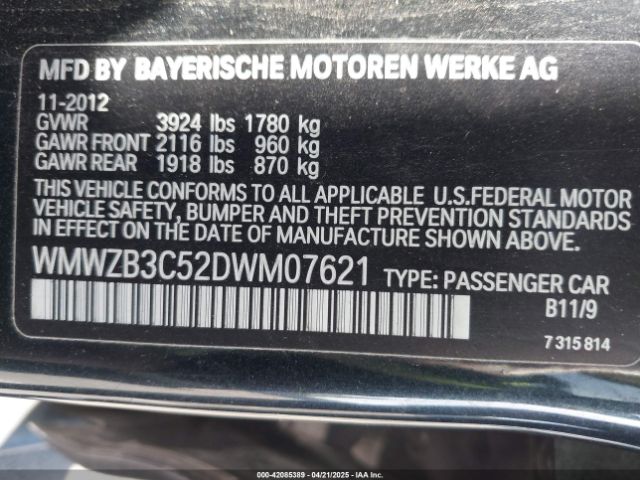 MFD BY BAYERISCHE MOTOREN WERKE AG
11-2012
GVWR 3924 lbs 1780 kg
GAWR FRONT 2116 lbs 960 kg
GAWR REAR 1918 lbs 870 kg
THIS VEHICLE CONFORMS TO ALL APPLICABLE U.S.FEDERAL MOTOR
VEHICLE SAFETY, BUMPER AND THEFT PREVENTION STANDARDS
IN EFFECT ON THE DATE OF MANUFACTURE SHOWN ABOVE.
WMWZB3C52DWM07621 TYPE: PASSENGER CAR
B11/9
7 315 814
000-42085389 - 04/21/2025 - IAAI.COM